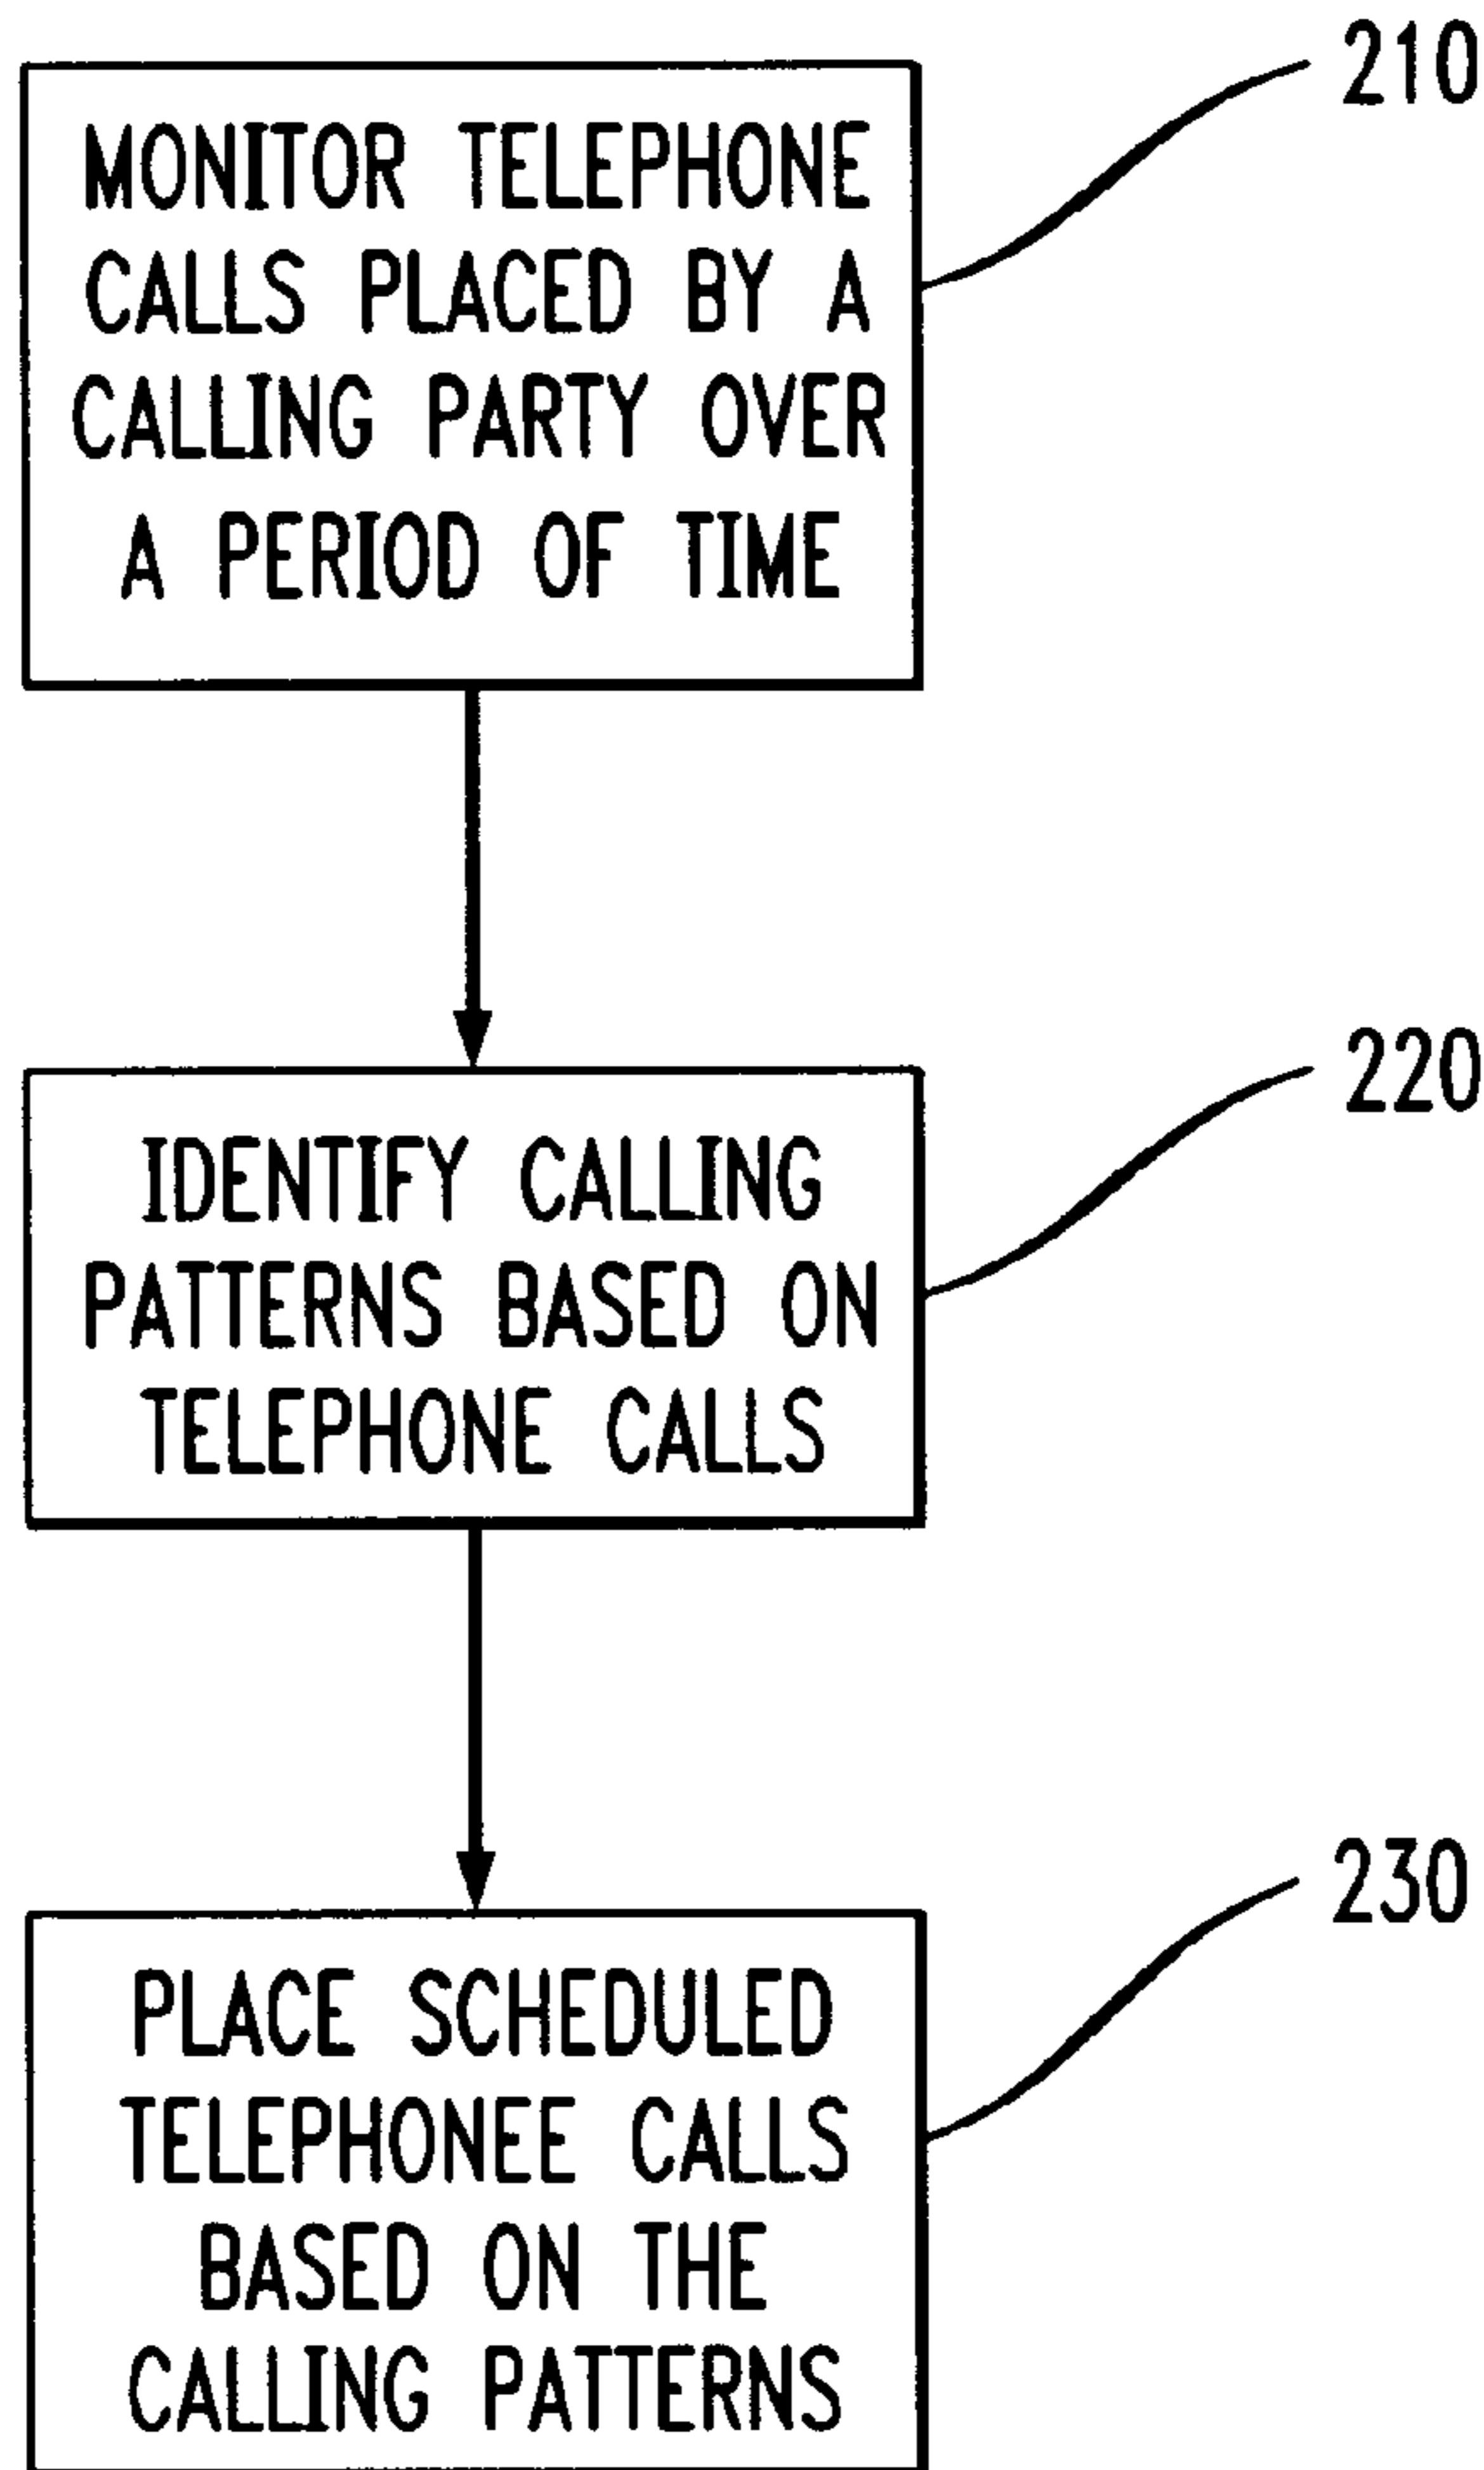 210
MONITOR TELEPHONE
CALLS PLACED BY A
CALLING PARTY OVER
A PERIOD OF TIME
220
IDENTIFY CALLING
PATTERNS BASED ON
TELEPHONE CALLS
230
PLACE SCHEDULED
TELEPHONEE CALLS
BASED ON THE
CALLING PATTERNS